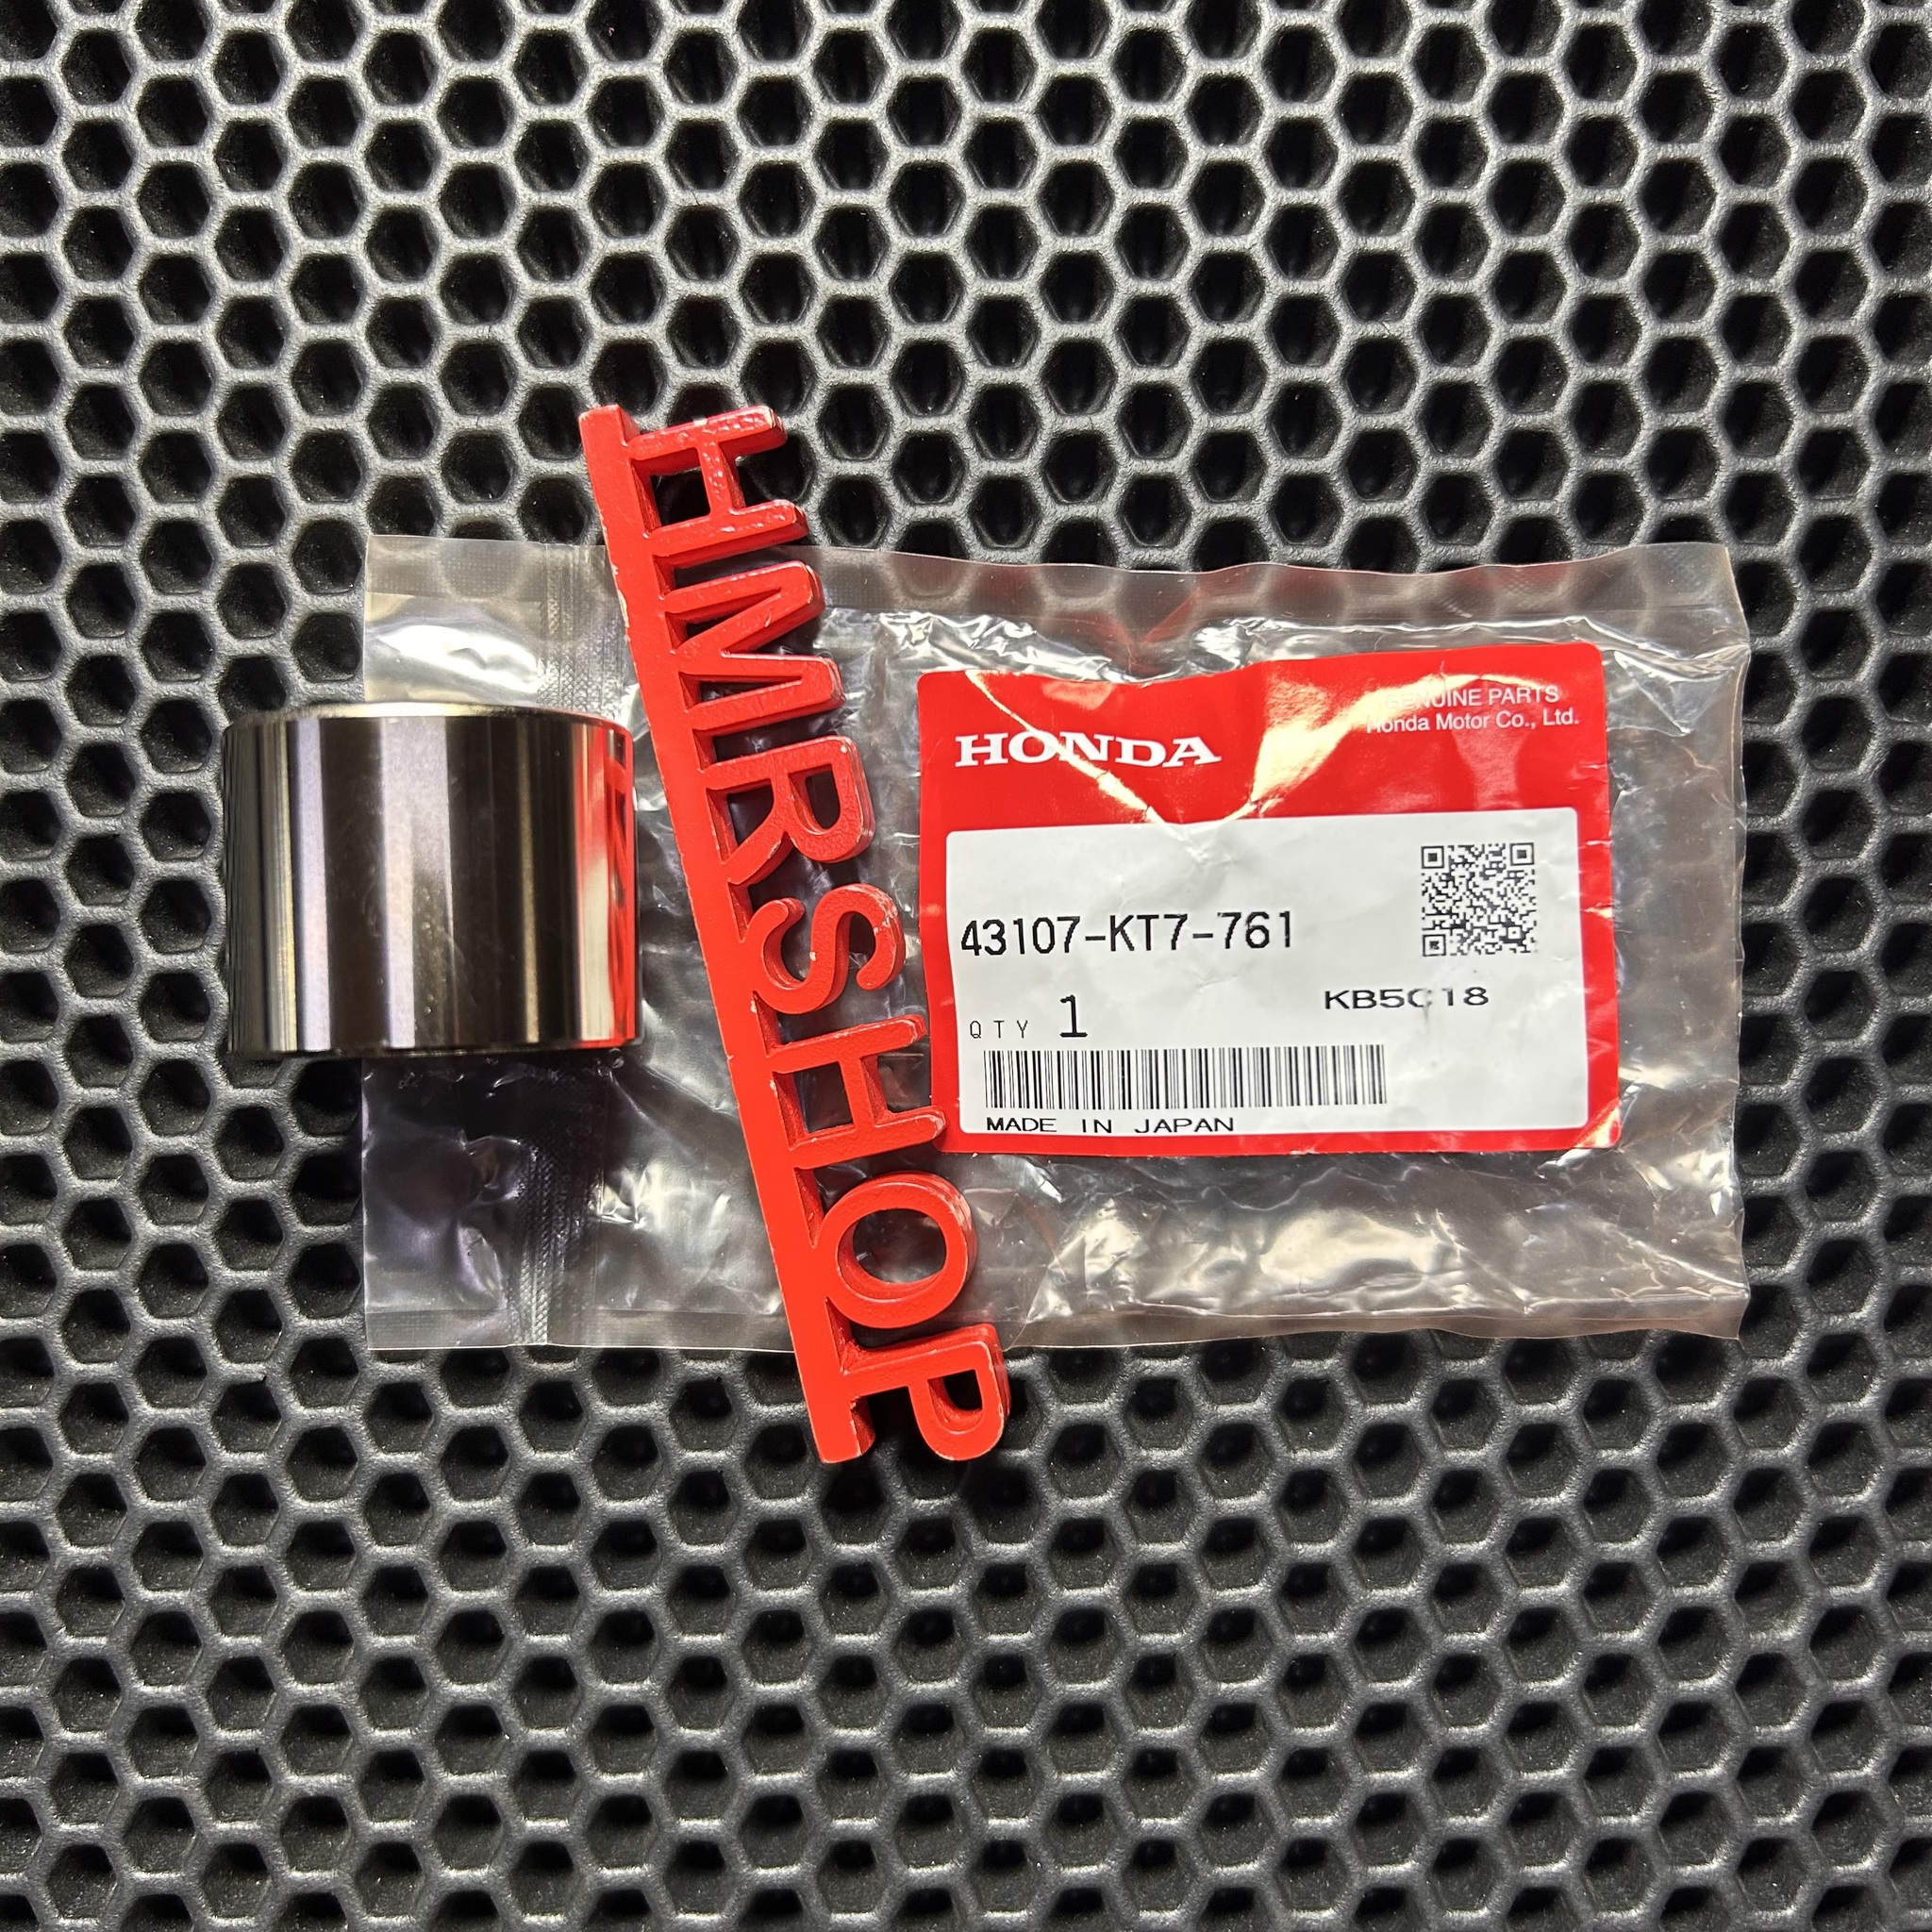 HMRSHOP
HONDA
GENUINE PARTS
Honda Motor Co., Ltd.
43107-KT7-761
QTY 1
KB5C18
MADE IN JAPAN